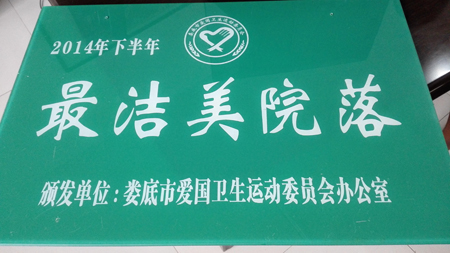 2014年下半年
最洁美院落
颁发单位:娄底市爱国卫生运动委员会办公室